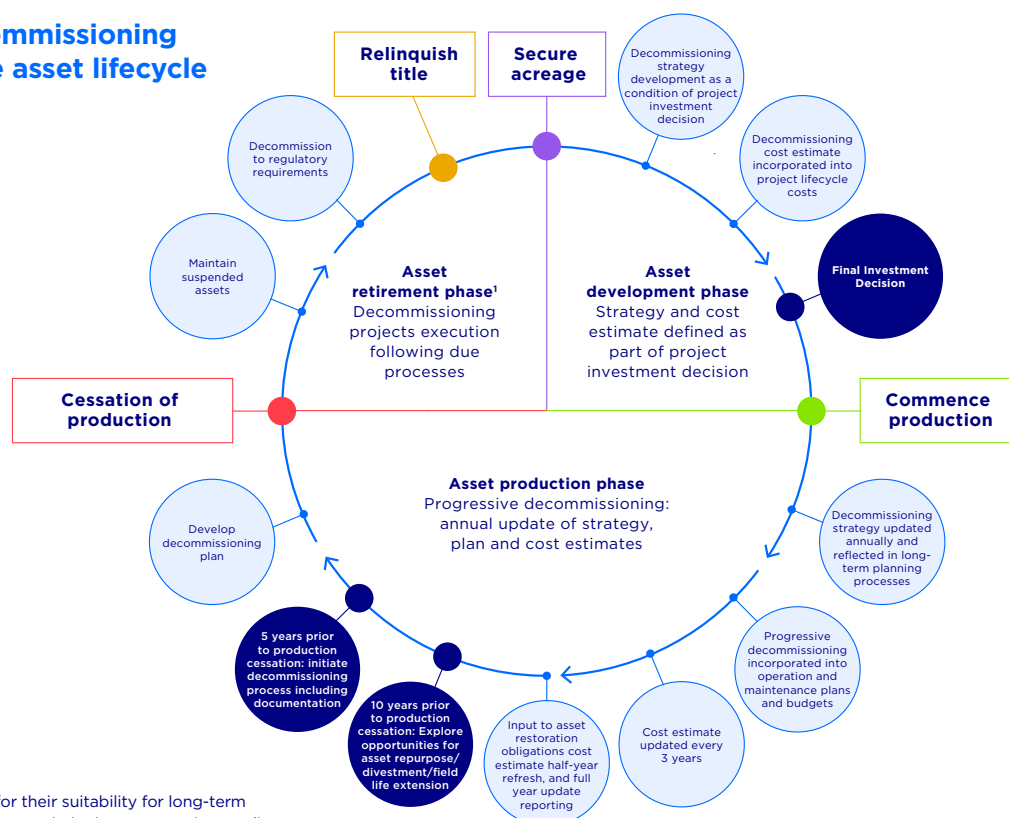 mmissioning
e asset lifecycle
Relinquish
title
Secure
acreage
Decommissioning
strategy
development as a
condition of project
investment
decision
Decommission
to regulatory
requirements
Decommissioning
cost estimate
incorporated into
project lifecycle
costs
Maintain
suspended
assets
Final Investment
Decision
Asset
retirement phase¹
Decommissioning
projects execution
following due
processes
Asset
development phase
Strategy and cost
estimate defined as
part of project
investment decision
Cessation of
production
Commence
production
Asset production phase
Progressive decommissioning:
annual update of strategy,
plan and cost estimates
Develop
decommissioning
plan
Decommissioning
strategy updated
annually and
reflected in long-
term planning
processes
5 years prior
to production
cessation: initiate
decommissioning
process including
documentation
Progressive
decommissioning
incorporated into
operation and
maintenance plans
and budgets
10 years prior
to production
cessation: Explore
opportunities for
asset repurpose/
divestment/field
life extension
Input to asset
restoration
obligations cost
estimate half-year
refresh, and full
year update
reporting
Cost estimate
updated every
3 years
for their suitability for long-term